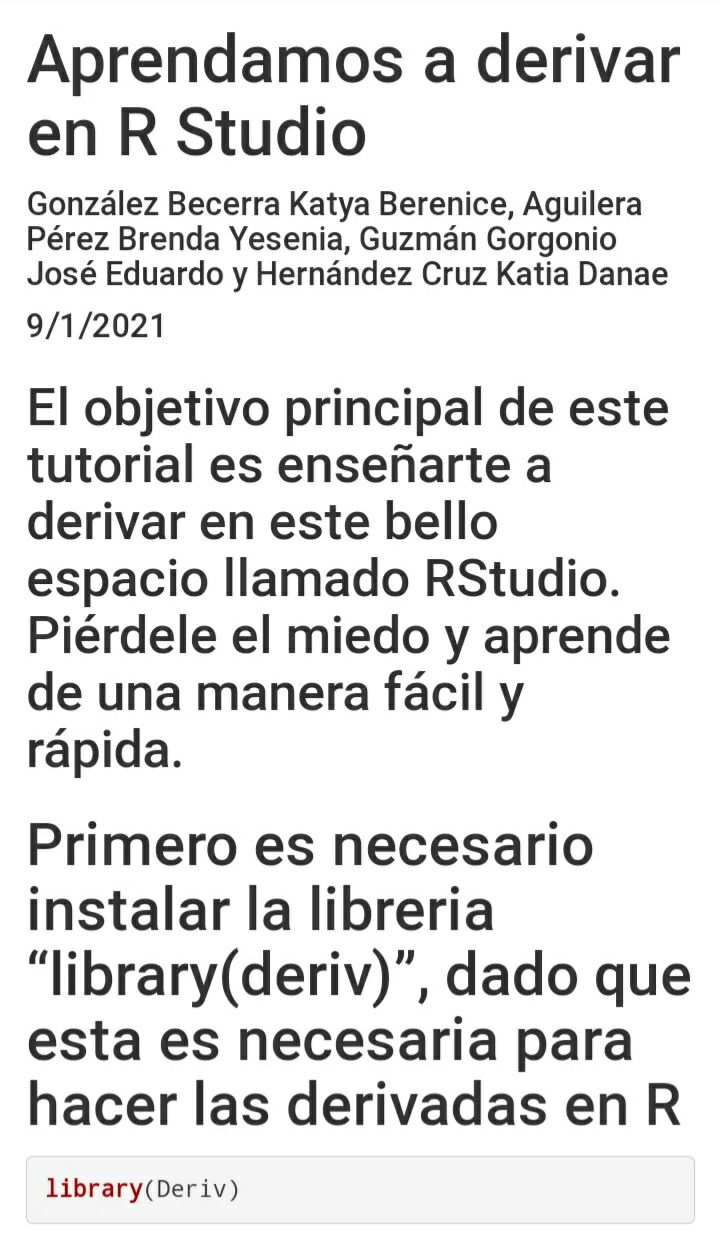 Aprendamos a derivar
en R Studio
González Becerra Katya Berenice, Aguilera
Pérez Brenda Yesenia, Guzmán Gorgonio
José Eduardo y Hernández Cruz Katia Danae
9/1/2021
El objetivo principal de este
tutorial es enseñarte a
derivar en este bello
espacio llamado RStudio.
Piérdele el miedo y aprende
de una manera fácil y
rápida.
Primero es necesario
instalar la libreria
“library(deriv)”, dado que
esta es necesaria para
hacer las derivadas en R
library(Deriv)